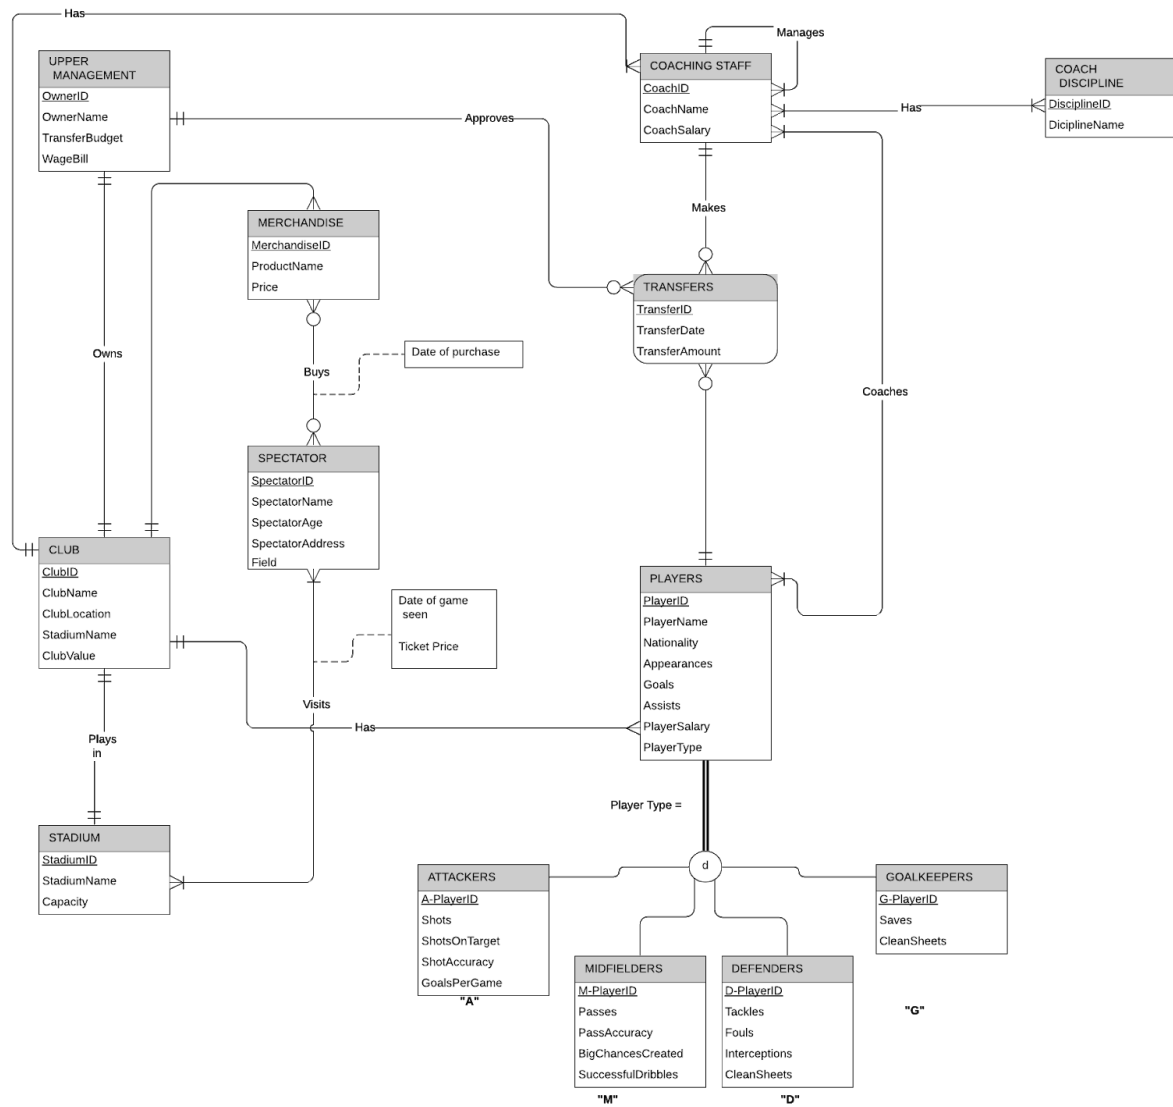 Has
Manages
UPPER
MANAGEMENT
OwnerID
OwnerName
TransferBudget
WageBill
COACHING STAFF
CoachID
CoachName
CoachSalary
COACH
DISCIPLINE
DisciplineID
DiciplineName
Has
Approves
Makes
MERCHANDISE
MerchandiseID
ProductName
Price
TRANSFERS
TransferID
TransferDate
TransferAmount
Owns
Date of purchase
Buys
Coaches
SPECTATOR
SpectatorID
SpectatorName
SpectatorAge
SpectatorAddress
Field
CLUB
ClubID
ClubName
ClubLocation
StadiumName
ClubValue
Date of game
seen
Ticket Price
PLAYERS
PlayerID
PlayerName
Nationality
Appearances
Goals
Assists
PlayerSalary
PlayerType
Visits
Has
Plays
in
Player Type =
STADIUM
StadiumID
StadiumName
Capacity
d
ATTACKERS
A-PlayerID
Shots
ShotsOnTarget
ShotAccuracy
GoalsPerGame
"A"
GOALKEEPERS
G-PlayerID
Saves
CleanSheets
"G"
MIDFIELDERS
M-PlayerID
Passes
PassAccuracy
BigChancesCreated
SuccessfulDribbles
"M"
DEFENDERS
D-PlayerID
Tackles
Fouls
Interceptions
CleanSheets
"D"